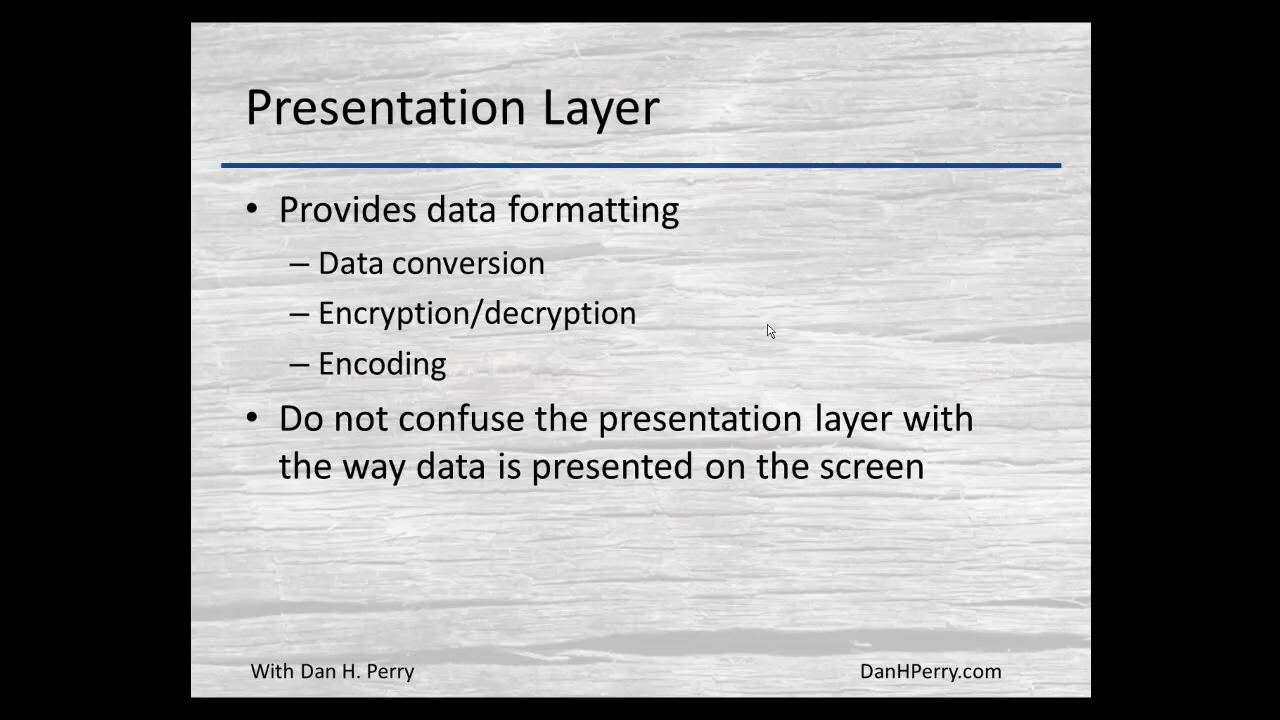 Presentation Layer
• Provides data formatting
– Data conversion
– Encryption/decryption
– Encoding
• Do not confuse the presentation layer with
the way data is presented on the screen
With Dan H. Perry
DanHPerry.com